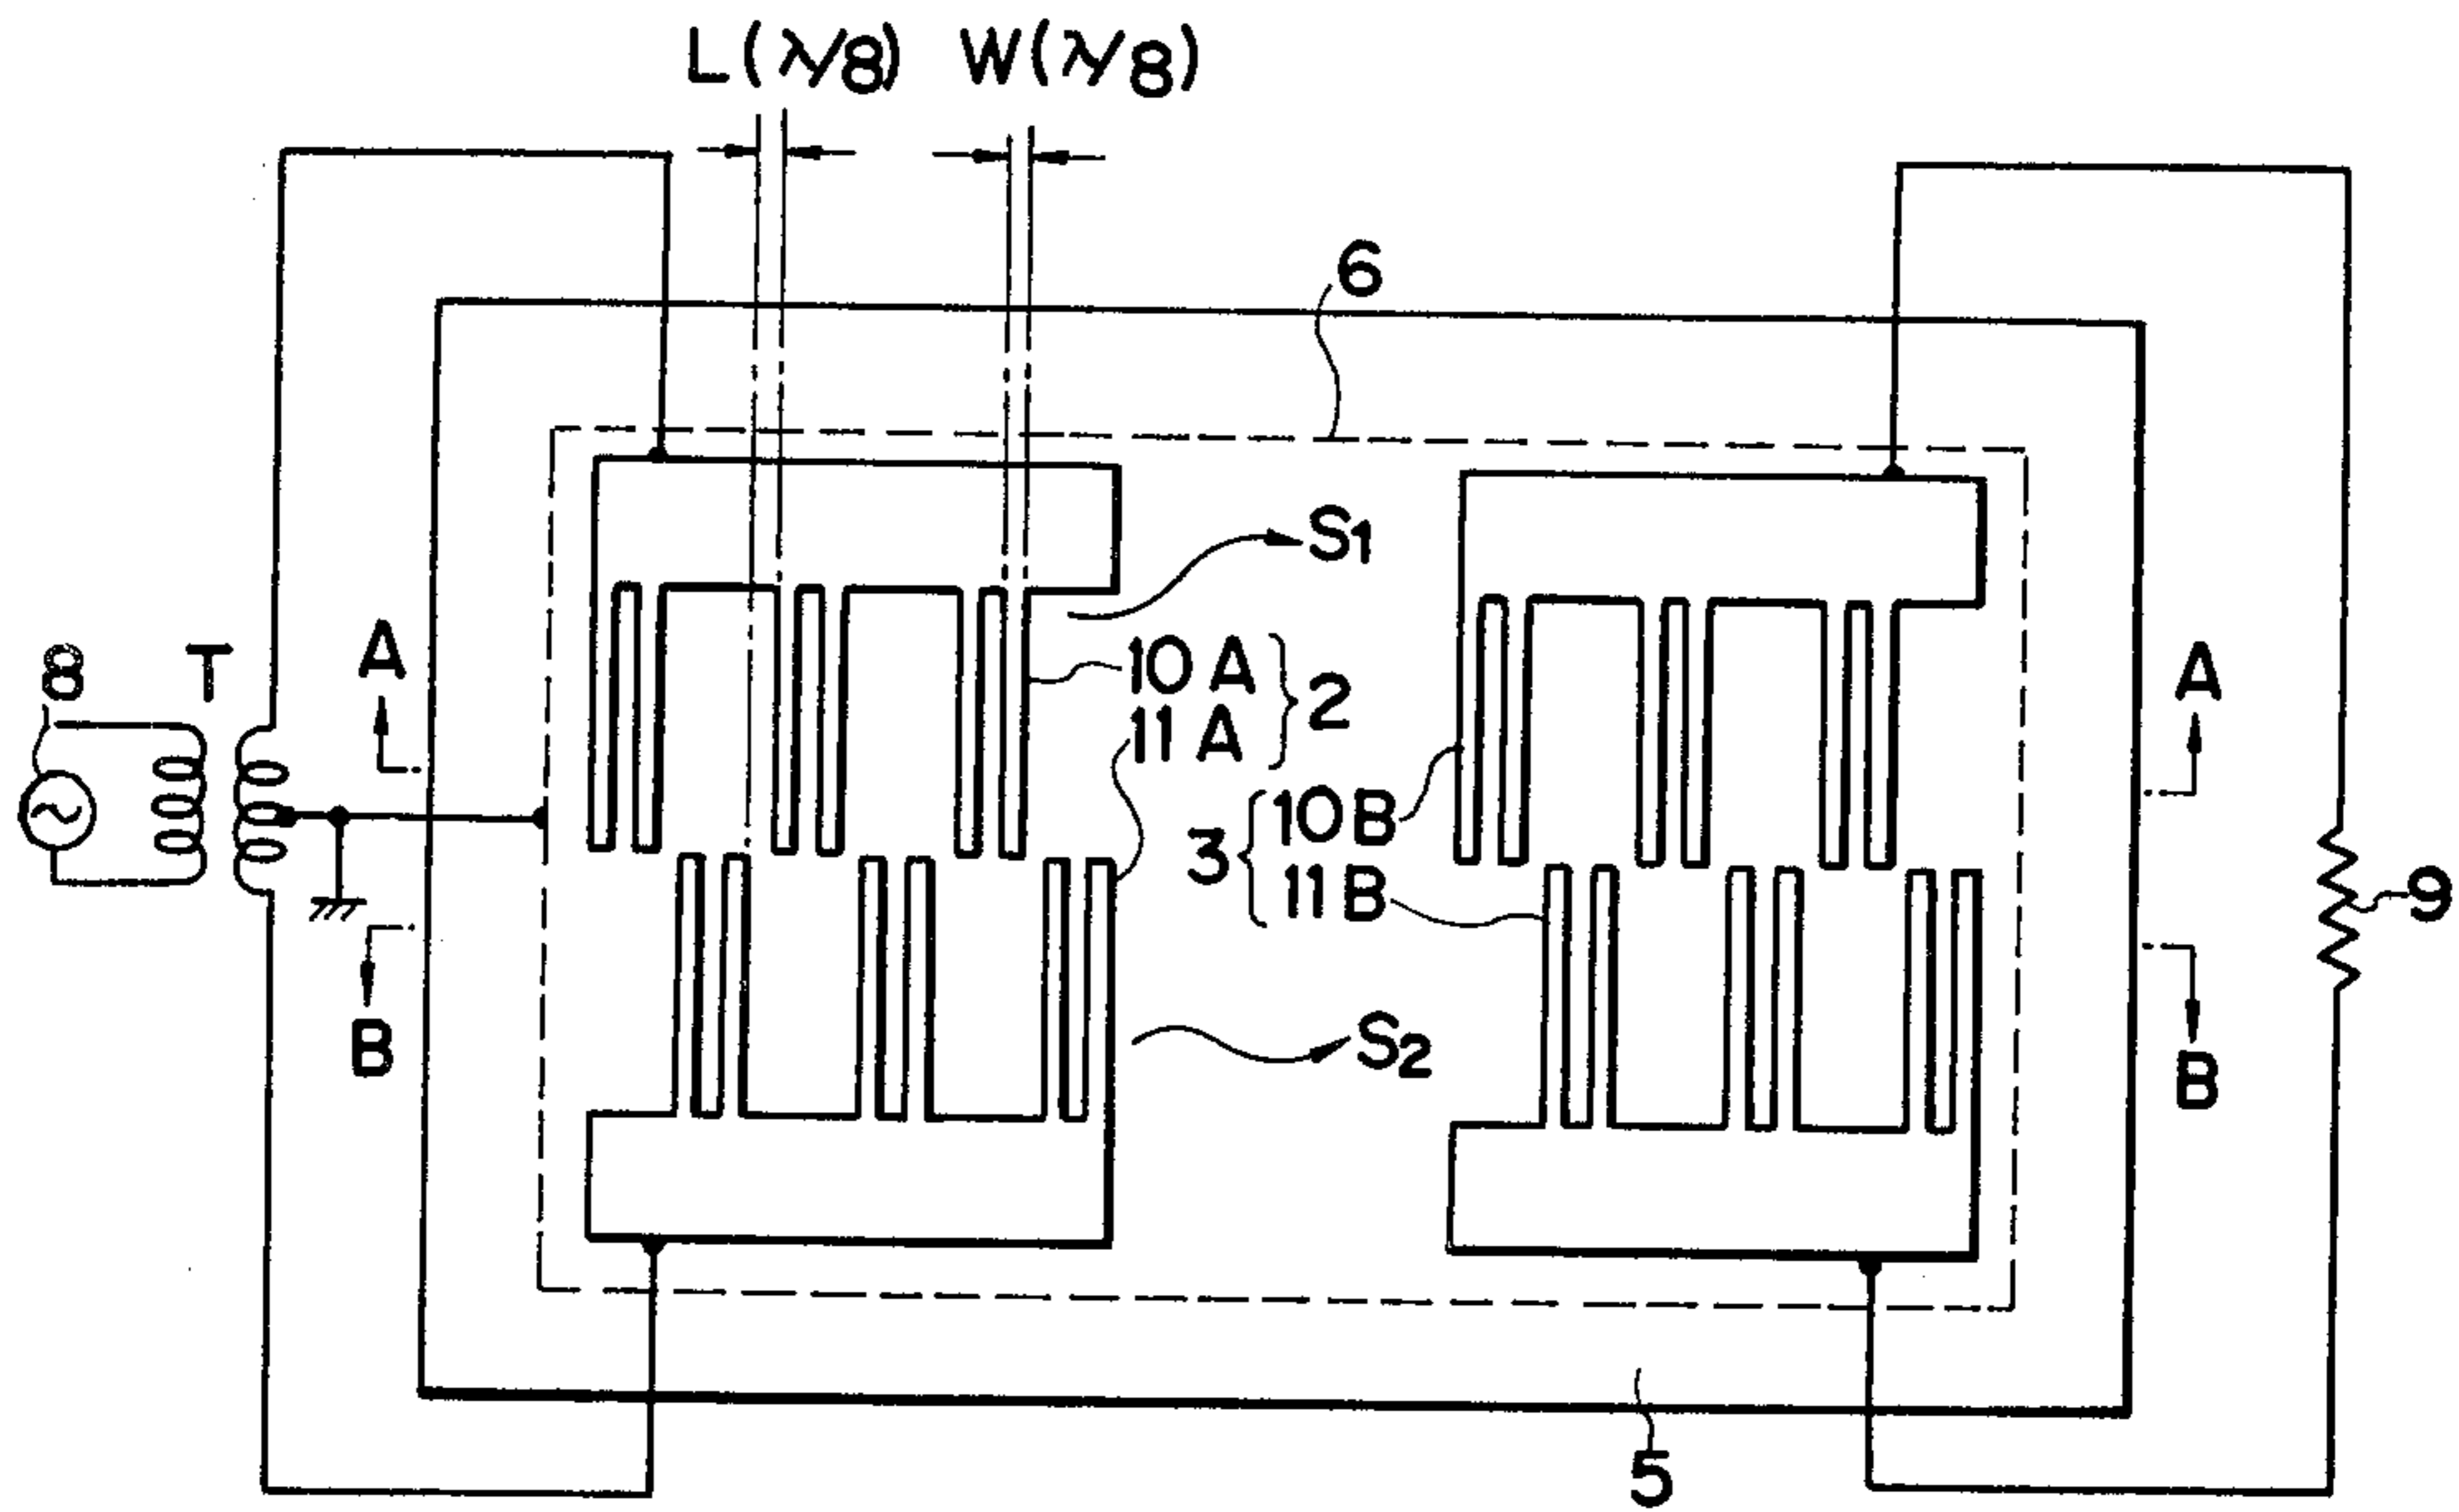 L(λ/8) W(λ/8)
6
S1
8 T A 10A } 2 A
11A
3 { 10B
11B 9
B S2 B
5